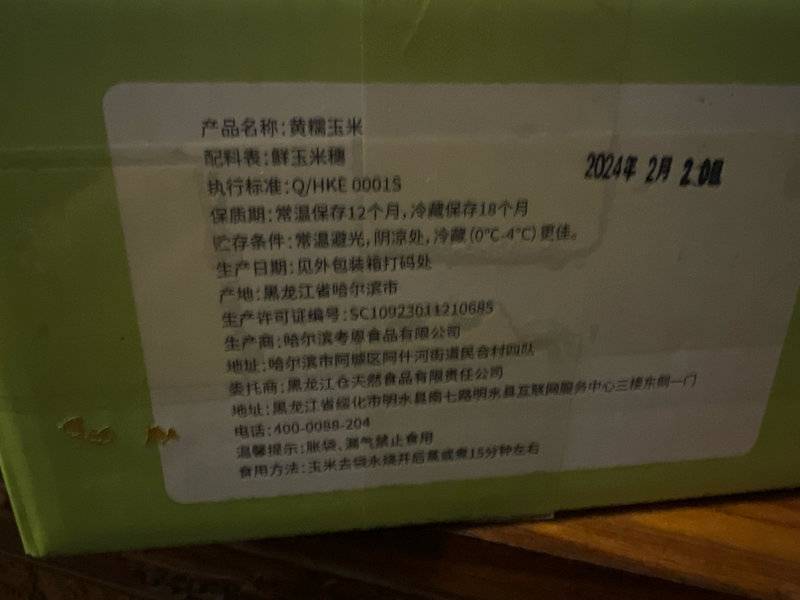 产品名称:黄糯玉米
配料表:鲜玉米穗
执行标准:Q/HKE 0001S
2024年 2月
保质期:常温保存12个月,冷藏保存18个月
贮存条件:常温避光,阴凉处,冷藏(0℃-4℃)更佳。
生产日期:见外包装箱打码处
产地:黑龙江省哈尔滨市
生产许可证编号:SC10923011210685
生产商:哈尔滨考恩食品有限公司
地址:哈尔滨市阿城区阿什河街道民合村四队
委托商:黑龙江仓天然食品有限责任公司
地址:黑龙江省绥化市明水县南七路明水县互联网服务中心三楼东侧一门
电话:400-0088-204
温馨提示:胀袋、漏气禁止食用
食用方法:玉米去袋水烧开后蒸或煮15分钟左右